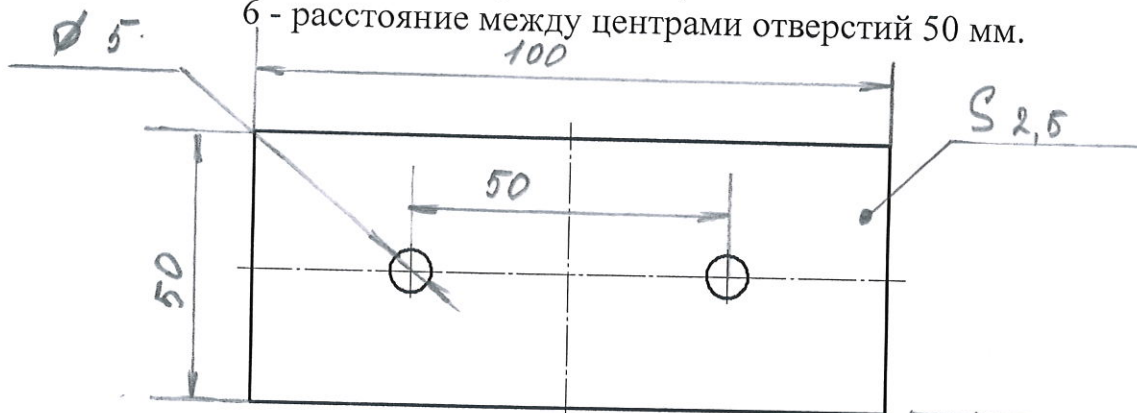 6 - расстояние между центрами отверстий 50 мм.
ø 5
100
S 2,5
50
50